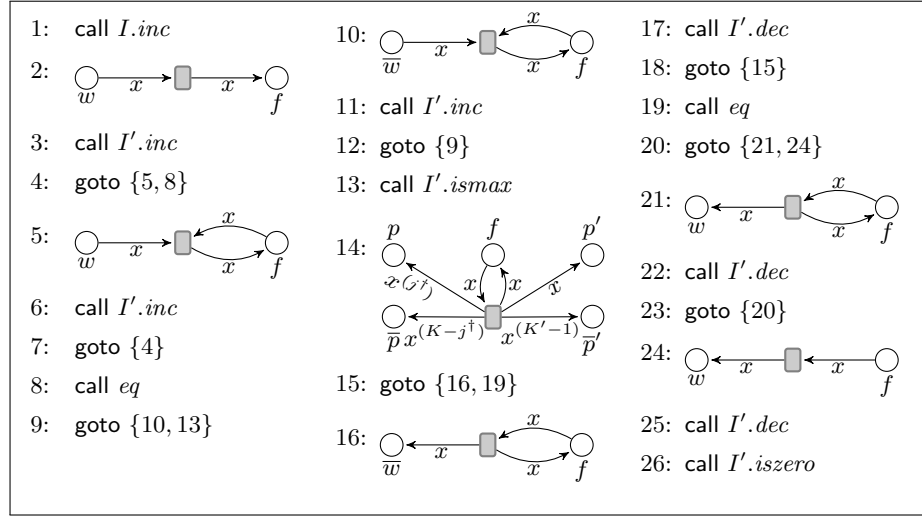 1: call I.inc
2: w x x f
3: call I′.inc
4: goto {5, 8}
5: w x x x f
6: call I′.inc
7: goto {4}
8: call eq
9: goto {10, 13}
10: w̅ x x x f
11: call I′.inc
12: goto {9}
13: call I′.ismax
14: p f p′
x^(j†) x x x
p̅ x^(K−j†) x^(K′−1) p̅′
15: goto {16, 19}
16: w̅ x x x f
17: call I′.dec
18: goto {15}
19: call eq
20: goto {21, 24}
21: w x x x f
22: call I′.dec
23: goto {20}
24: w x x f
25: call I′.dec
26: call I′.iszero